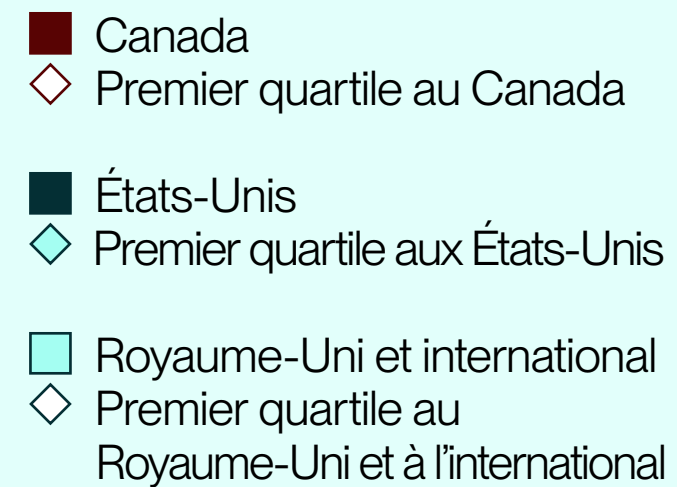 Canada
Premier quartile au Canada
États-Unis
Premier quartile aux États-Unis
Royaume-Uni et international
Premier quartile au
Royaume-Uni et à l'international